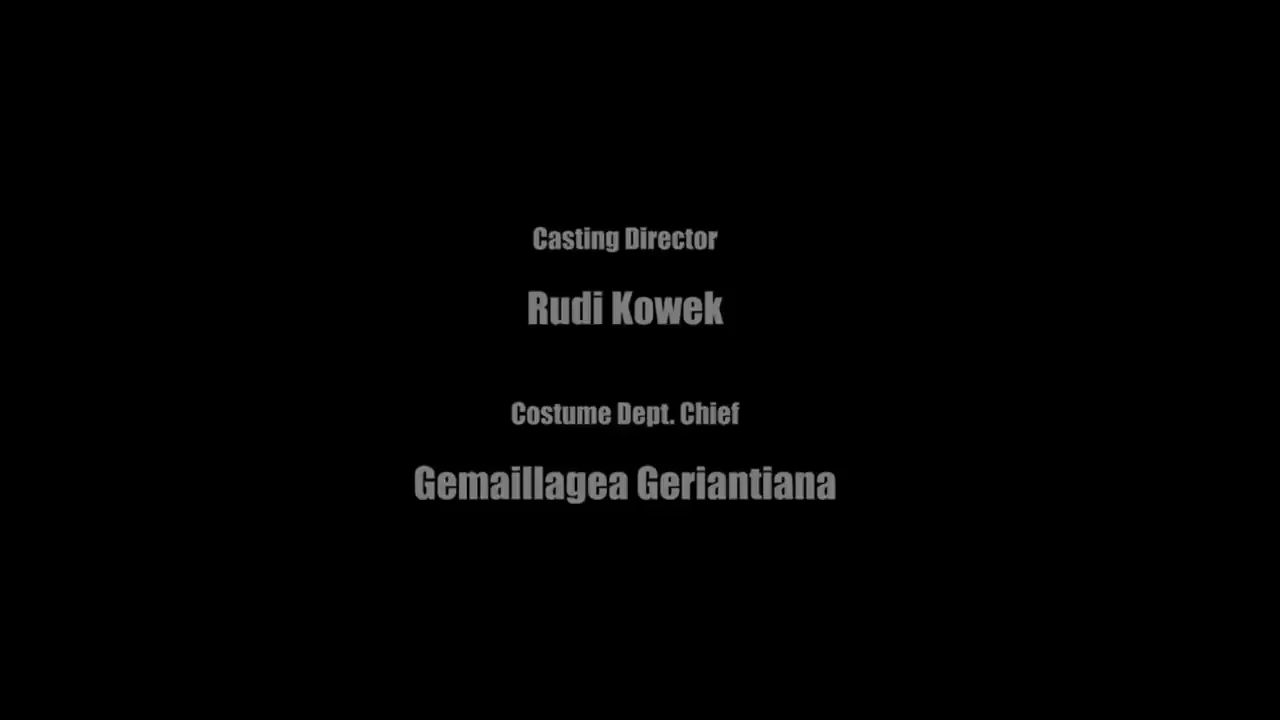 Casting Director
Rudi Kowek
Costume Dept. Chief
Gemaillagea Geriantiana